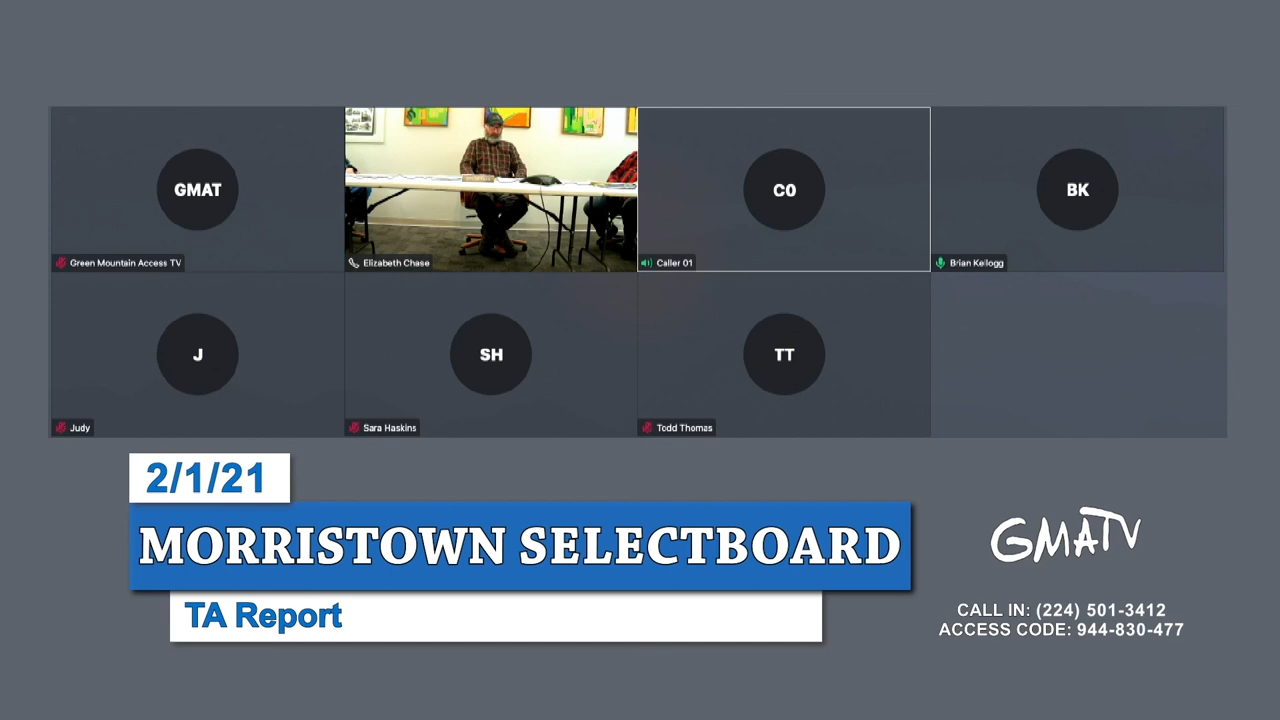 GMAT
C0
BK
Green Mountain Access TV
Elizabeth Chase
Caller 01
Brian Kellogg
J
SH
TT
Judy
Sara Haskins
Todd Thomas
2/1/21
MORRISTOWN SELECTBOARD
TA Report
GMATV
CALL IN: (224) 501-3412
ACCESS CODE: 944-830-477